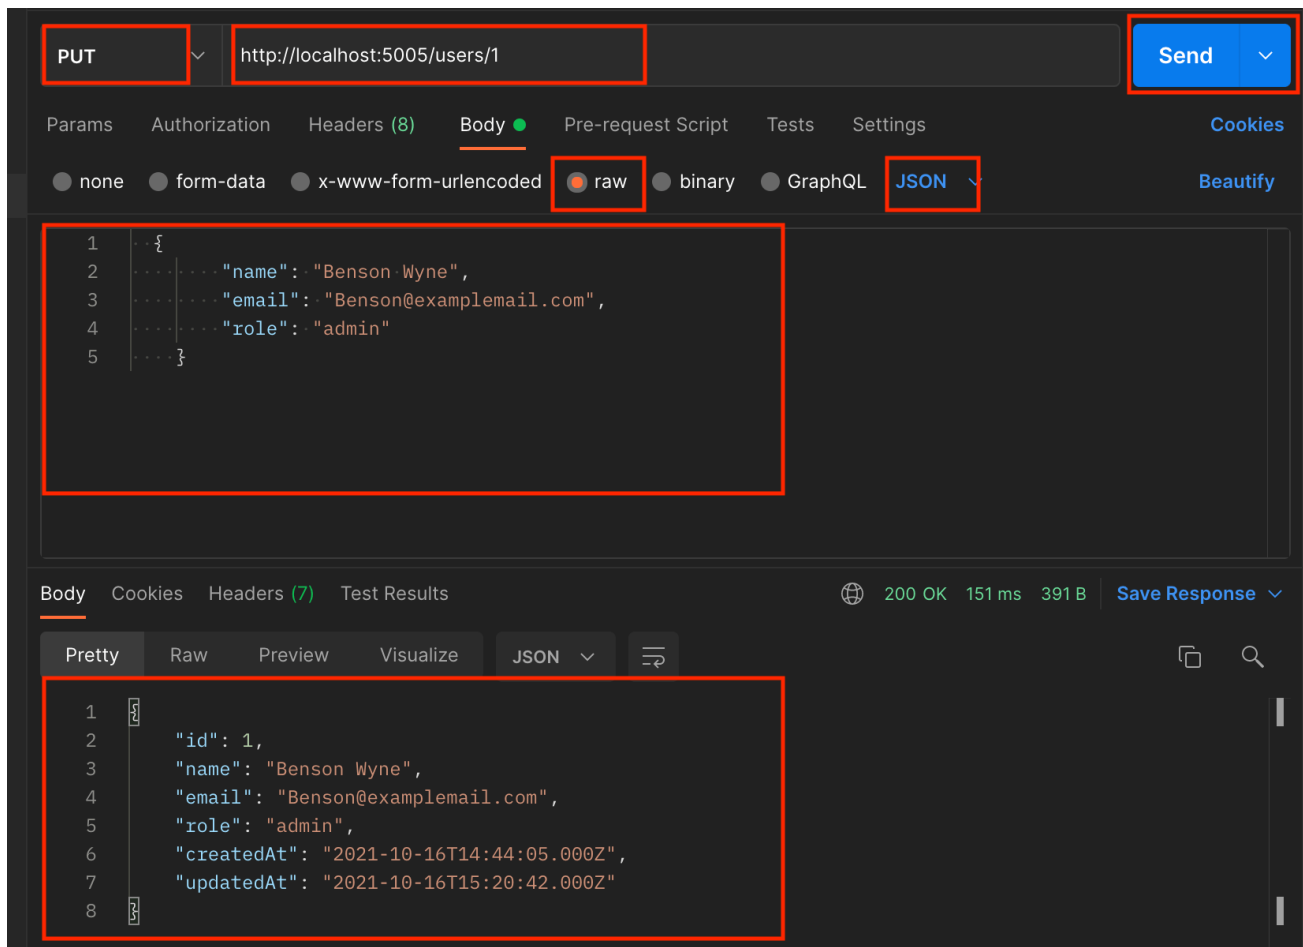 PUT http://localhost:5005/users/1 Send
Params Authorization Headers (8) Body Pre-request Script Tests Settings Cookies
none form-data x-www-form-urlencoded raw binary GraphQL JSON Beautify
1 {
2 "name": "Benson Wyne",
3 "email": "Benson@examplemail.com",
4 "role": "admin"
5 }
Body Cookies Headers (7) Test Results 200 OK 151 ms 391 B Save Response
Pretty Raw Preview Visualize JSON
1 {
2 "id": 1,
3 "name": "Benson Wyne",
4 "email": "Benson@examplemail.com",
5 "role": "admin",
6 "createdAt": "2021-10-16T14:44:05.000Z",
7 "updatedAt": "2021-10-16T15:20:42.000Z"
8 }